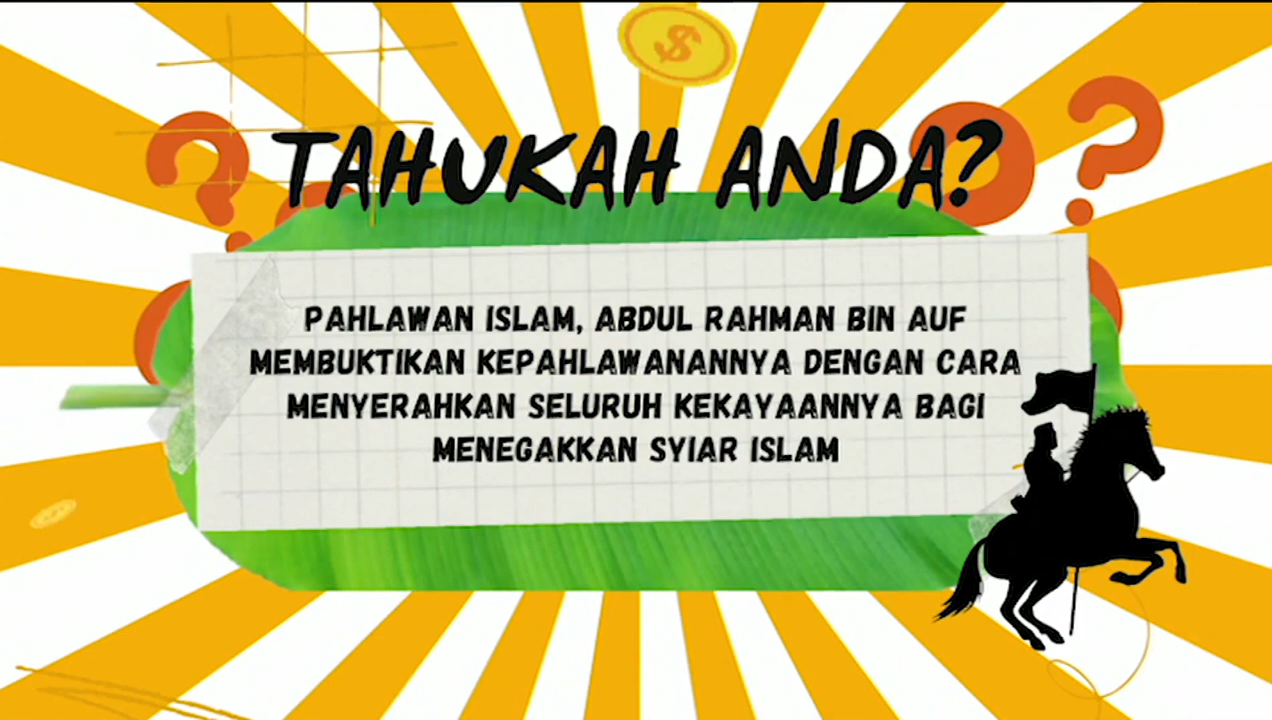 TAHUKAH ANDA?
PAHLAWAN ISLAM, ABDUL RAHMAN BIN AUF
MEMBUKTIKAN KEPAHLAWANANNYA DENGAN CARA
MENYERAHKAN SELURUH KEKAYAANNYA BAGI
MENEGAKKAN SYIAR ISLAM